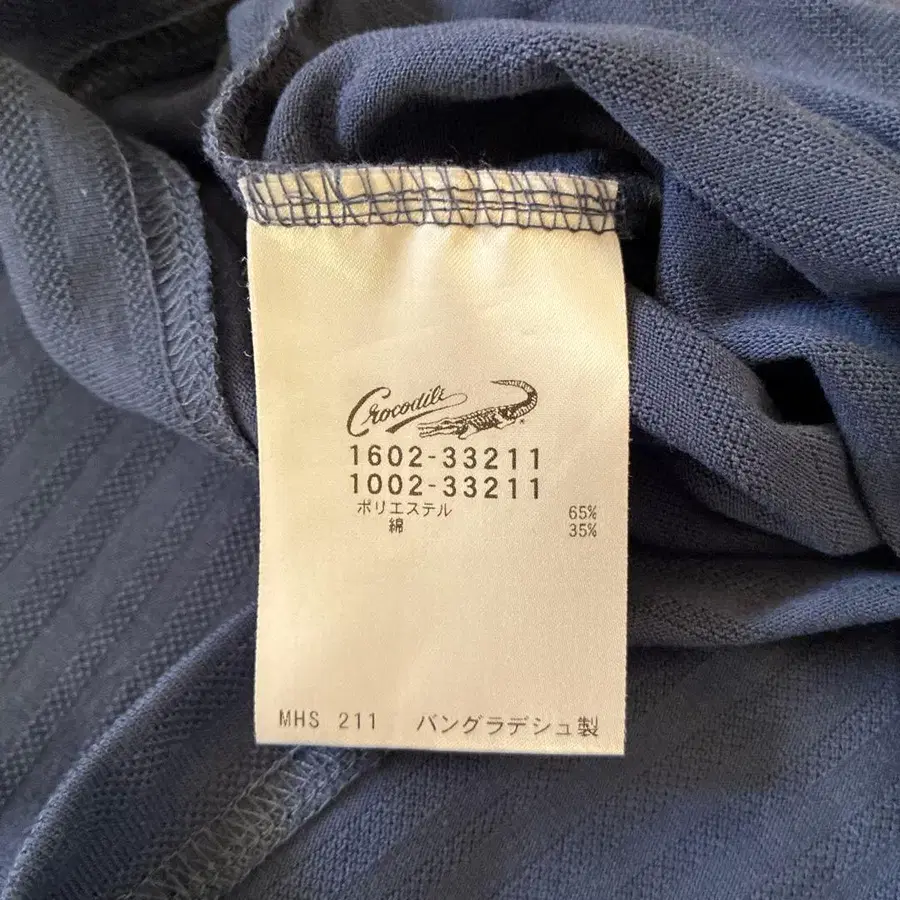 Crocodile
1602-33211
1002-33211
ポリエステル 65%
綿 35%
MHS 211 バングラデシュ製